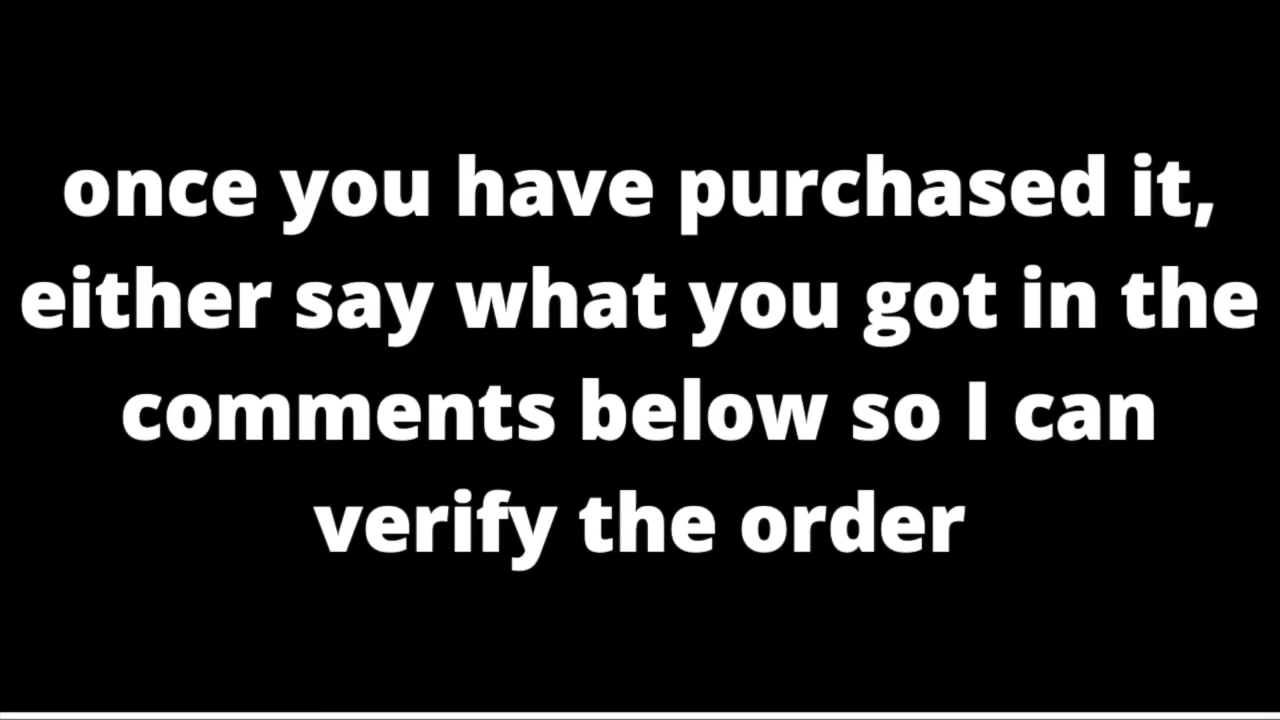 once you have purchased it,
either say what you got in the
comments below so I can
verify the order